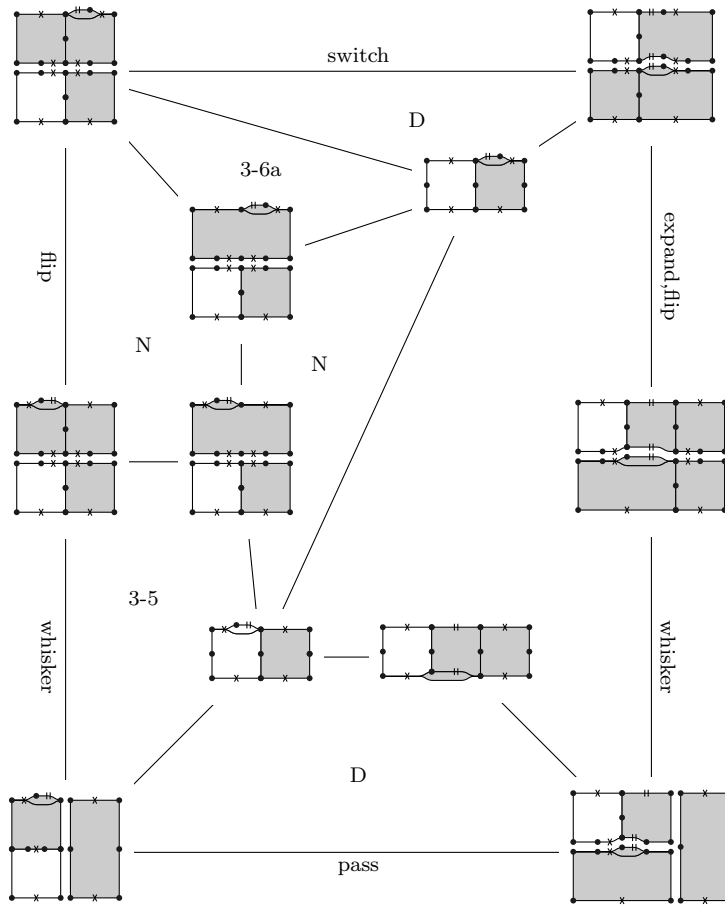 switch
D
3-6a
flip
expand,flip
N
N
3-5
whisker
whisker
D
pass